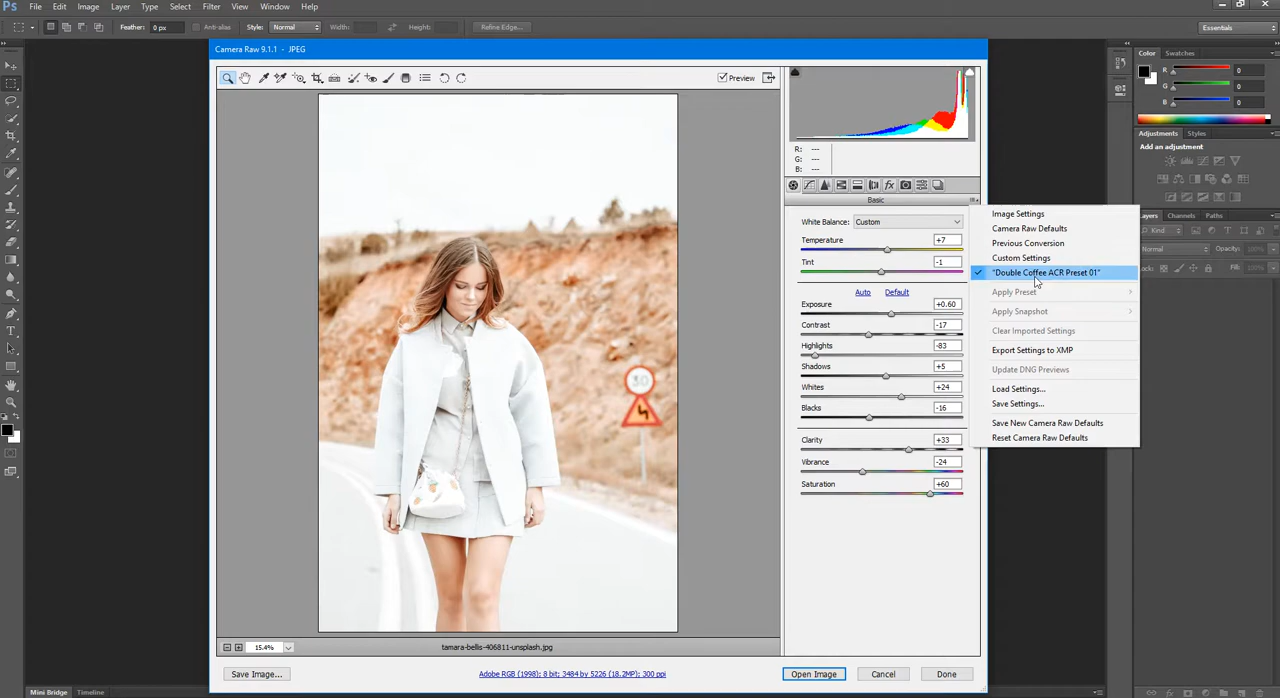 Ps File Edit Image Layer Type Select Filter View Window Help
Feather: 0 px Anti-alias Style: Normal Width: Height: Refine Edge... Essentials
Camera Raw 9.1.1 - JPEG
Preview
Color Swatches
R 0
G 0
B 0
Adjustments Styles
Add an adjustment
R: ---
G: ---
B: ---
Basic
White Balance: Custom
Temperature +7
Tint -1
Auto Default
Exposure +0.60
Contrast -17
Highlights -83
Shadows +5
Whites +24
Blacks -16
Clarity +33
Vibrance -24
Saturation +60
Image Settings
Camera Raw Defaults
Previous Conversion
Custom Settings
"Double Coffee ACR Preset 01"
Apply Preset
Apply Snapshot
Clear Imported Settings
Export Settings to XMP
Update DNG Previews
Load Settings...
Save Settings...
Save New Camera Raw Defaults
Reset Camera Raw Defaults
Layers Channels Paths
Kind
Normal Opacity:
Fill:
30
15.4% tamara-bellis-406811-unsplash.jpg
Save Image... Adobe RGB (1998); 8 bit; 3484 by 5226 (18.2MP); 300 ppi Open Image Cancel Done
Mini Bridge Timeline